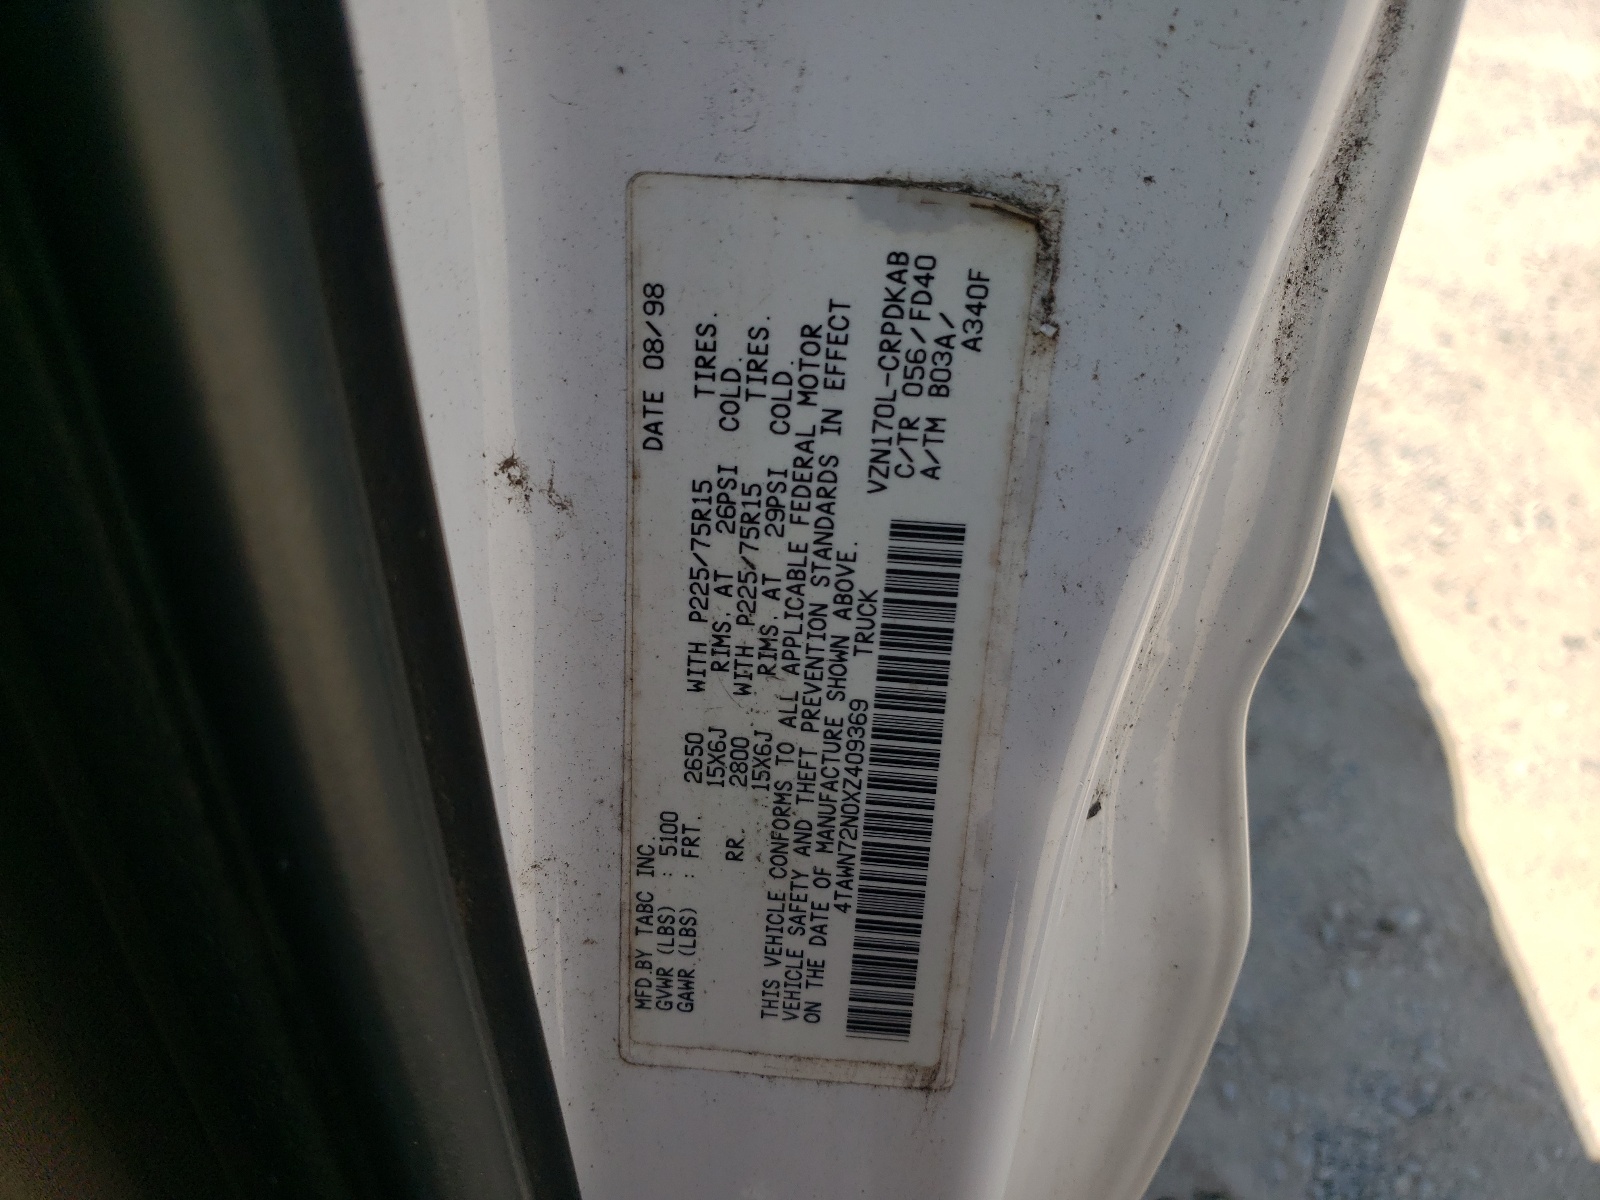 MFD.BY TABC INC. DATE 08/98
GVWR (LBS) : 5100
GAWR (LBS) : FRT. 2650 WITH P225/75R15 TIRES.
15X6J RIMS, AT 26PSI COLD.
RR. 2800 WITH P225/75R15 TIRES.
15X6J RIMS, AT 29PSI COLD.
THIS VEHICLE CONFORMS TO ALL APPLICABLE FEDERAL MOTOR
VEHICLE SAFETY AND THEFT PREVENTION STANDARDS IN EFFECT
ON THE DATE OF MANUFACTURE SHOWN ABOVE.
4TAWN72N0XZ409369 TRUCK
VZN170L-CRPDKAB
C/TR 056/FD40
A/TM B03A/
A340F